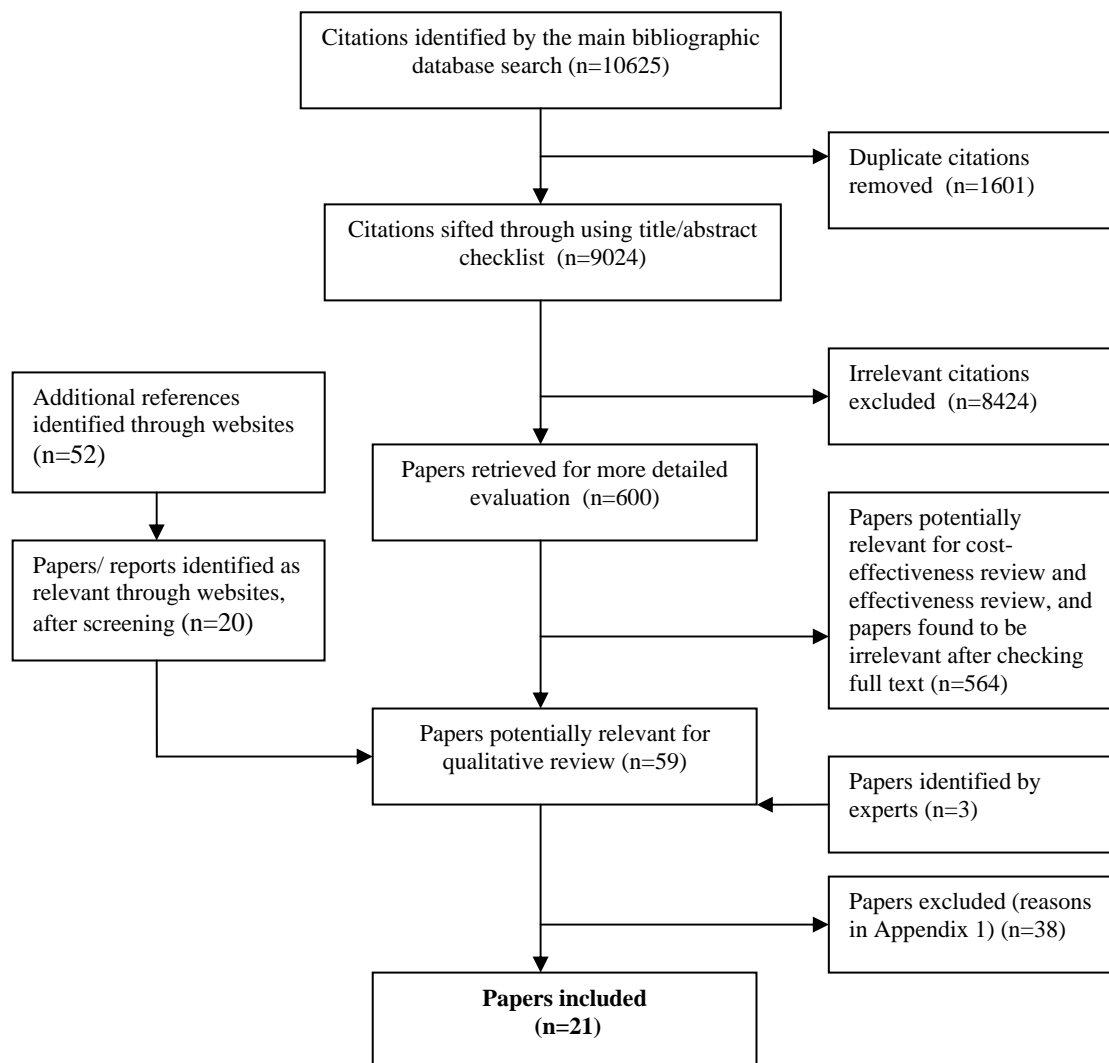 Citations identified by the main bibliographic
database search (n=10625)
Duplicate citations
removed (n=1601)
Citations sifted through using title/abstract
checklist (n=9024)
Irrelevant citations
excluded (n=8424)
Additional references
identified through websites
(n=52)
Papers retrieved for more detailed
evaluation (n=600)
Papers potentially
relevant for cost-
effectiveness review and
effectiveness review, and
papers found to be
irrelevant after checking
full text (n=564)
Papers/ reports identified as
relevant through websites,
after screening (n=20)
Papers potentially relevant for
qualitative review (n=59)
Papers identified by
experts (n=3)
Papers excluded (reasons
in Appendix 1) (n=38)
Papers included
(n=21)